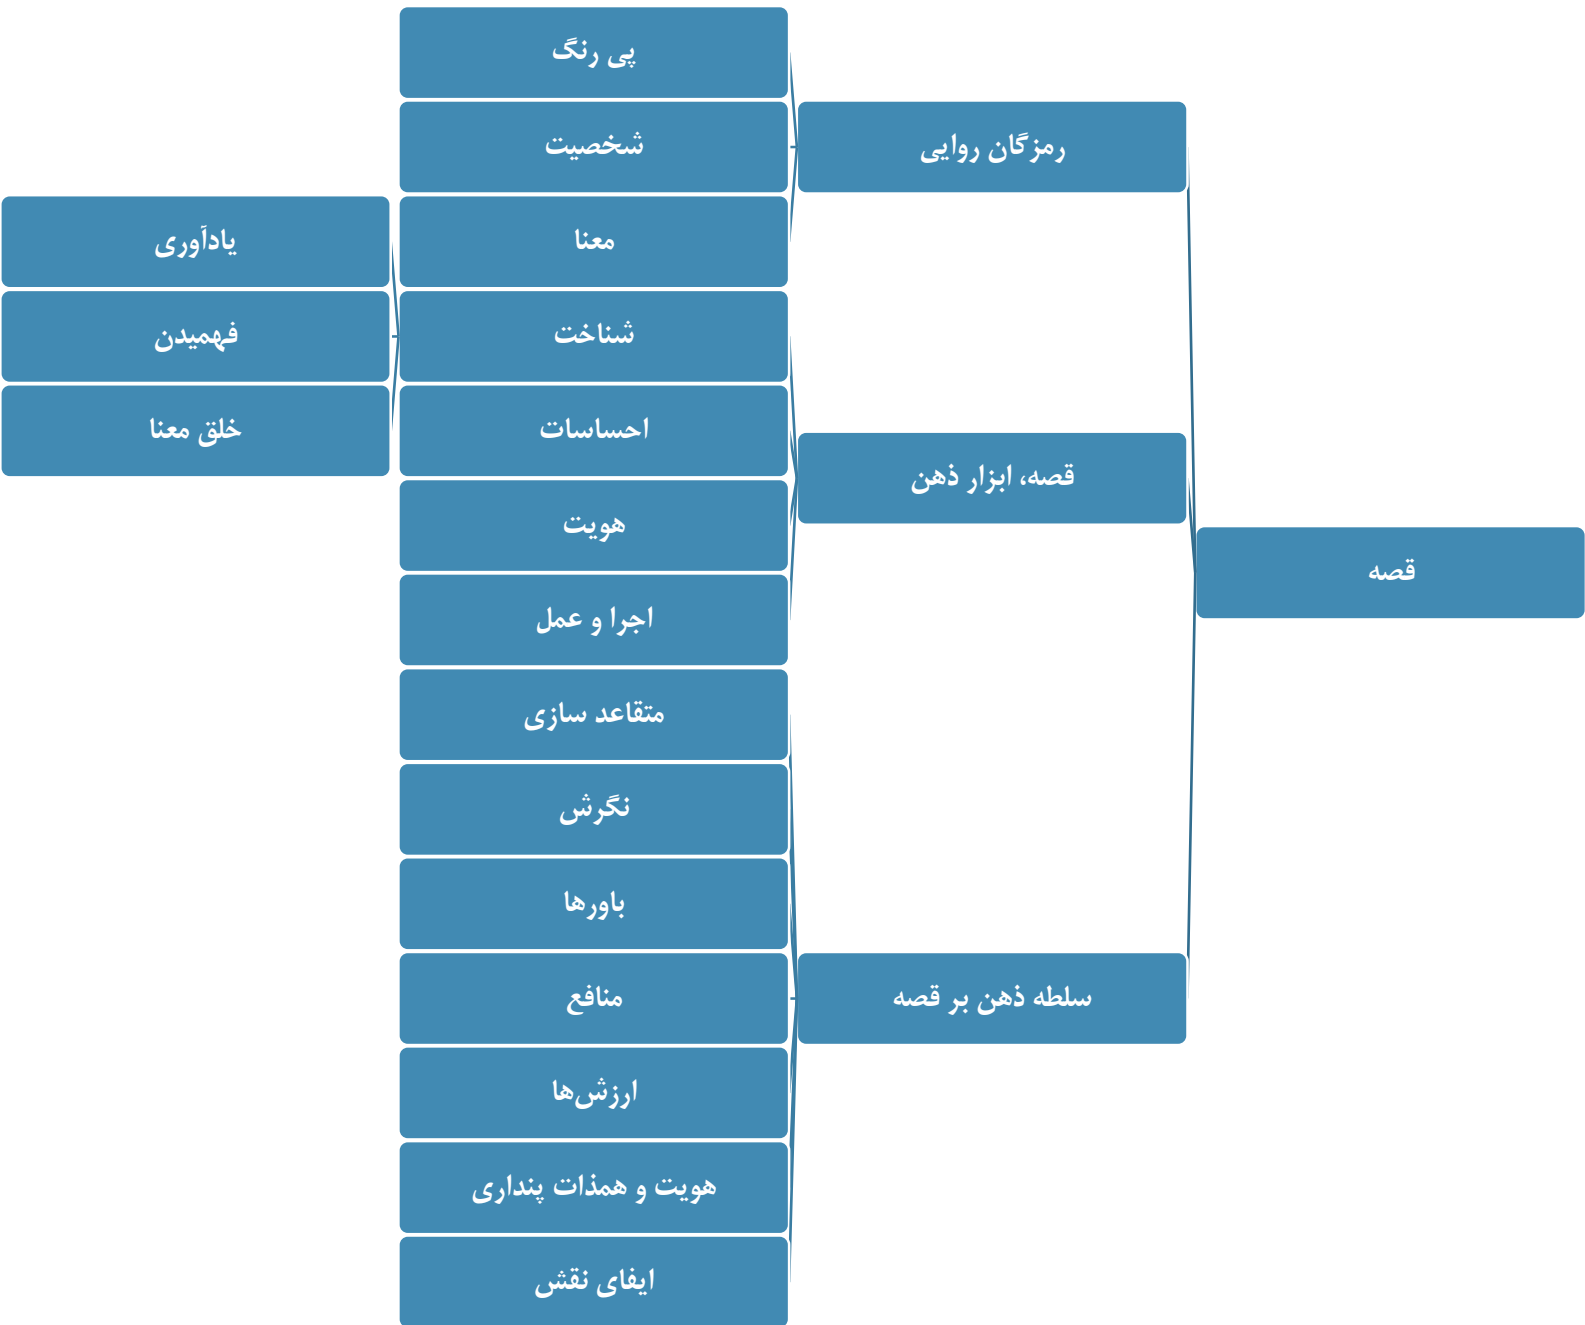 قصه
رمزگان روایی
پی رنگ
شخصیت
معنا
قصه، ابزار ذهن
شناخت
یادآوری
فهمیدن
خلق معنا
احساسات
هویت
اجرا و عمل
سلطه ذهن بر قصه
متقاعد سازی
نگرش
باورها
منافع
ارزش‌ها
هویت و همذات پنداری
ایفای نقش